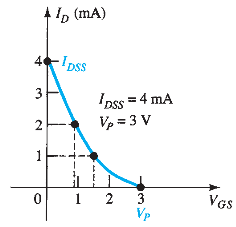 I_D (mA)
4
I_DSS
3
I_DSS = 4 mA
V_P = 3 V
2
1
0
1
2
3
V_GS
V_P